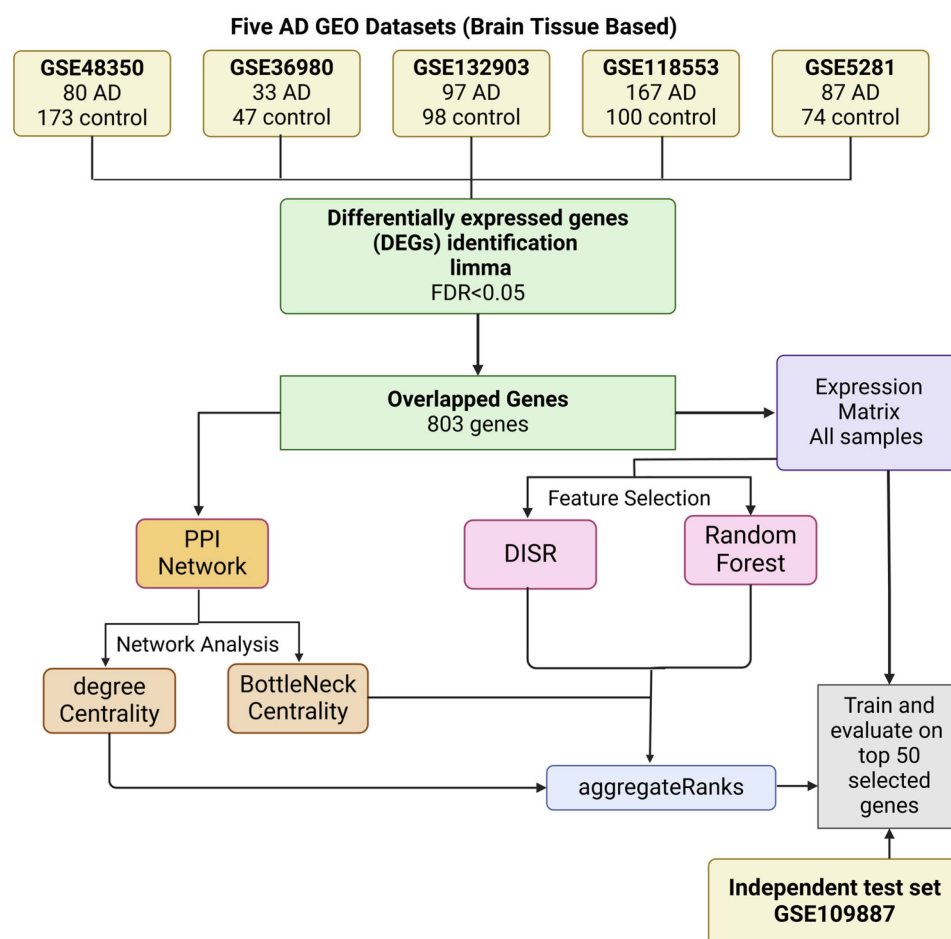 Five AD GEO Datasets (Brain Tissue Based)
GSE48350
80 AD
173 control
GSE36980
33 AD
47 control
GSE132903
97 AD
98 control
GSE118553
167 AD
100 control
GSE5281
87 AD
74 control
Differentially expressed genes
(DEGs) identification
limma
FDR<0.05
Overlapped Genes
803 genes
Expression
Matrix
All samples
Feature Selection
PPI
Network
DISR
Random
Forest
Network Analysis
degree
Centrality
BottleNeck
Centrality
Train and
evaluate on
top 50
selected
genes
aggregateRanks
Independent test set
GSE109887